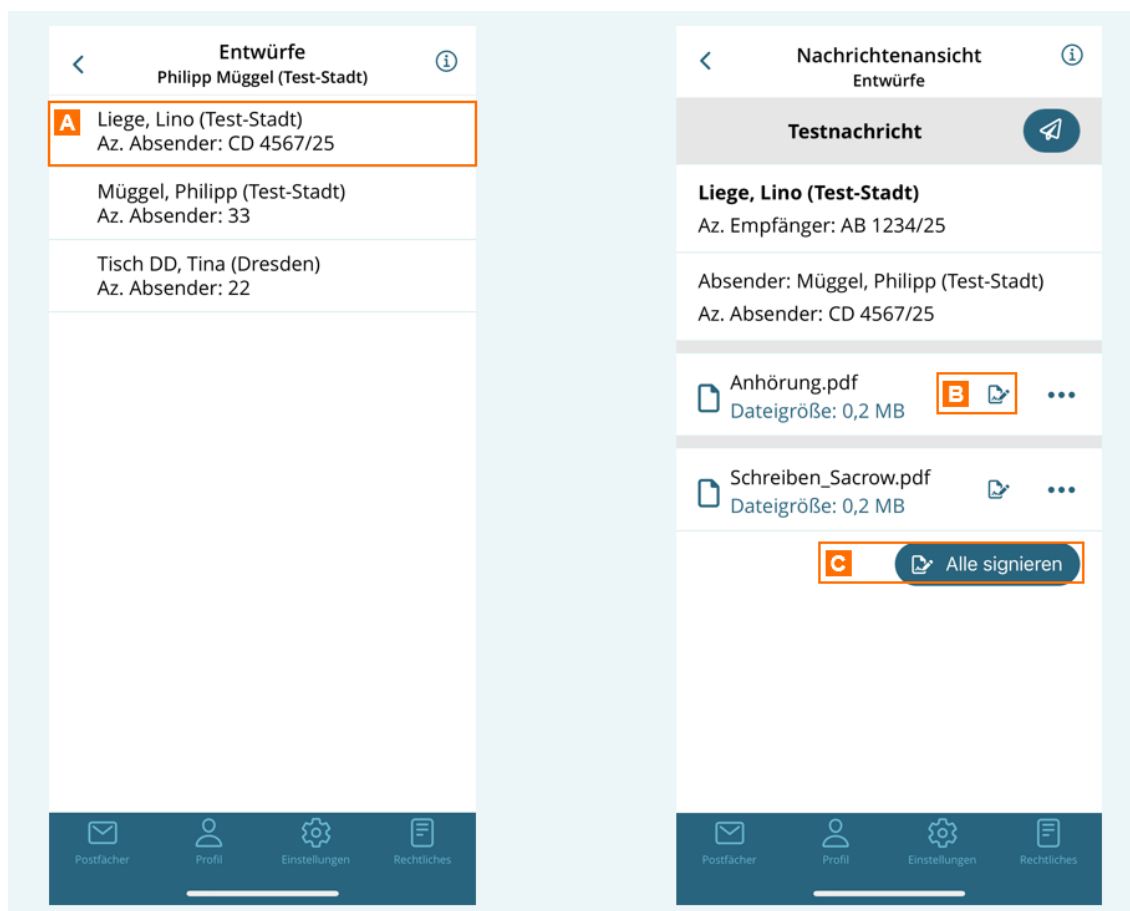 Entwürfe
Philipp Müggel (Test-Stadt)
A
Liege, Lino (Test-Stadt)
Az. Absender: CD 4567/25
Müggel, Philipp (Test-Stadt)
Az. Absender: 33
Tisch DD, Tina (Dresden)
Az. Absender: 22
Postfächer Profil Einstellungen Rechtliches
Nachrichtenansicht
Entwürfe
Testnachricht
Liege, Lino (Test-Stadt)
Az. Empfänger: AB 1234/25
Absender: Müggel, Philipp (Test-Stadt)
Az. Absender: CD 4567/25
Anhörung.pdf
Dateigröße: 0,2 MB
B
Schreiben_Sacrow.pdf
Dateigröße: 0,2 MB
C
Alle signieren
Postfächer Profil Einstellungen Rechtliches